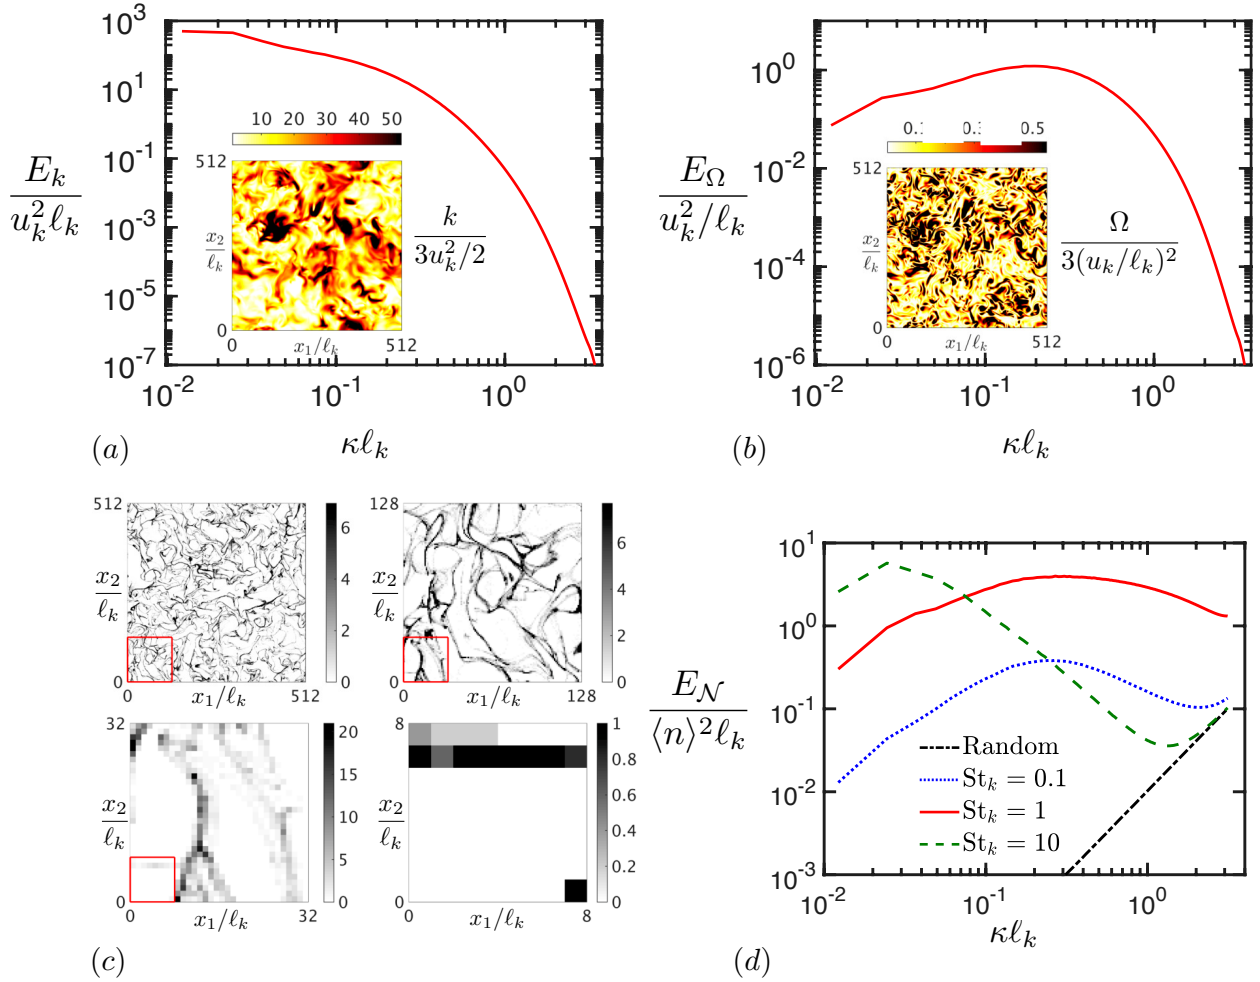 10^3
10^1
10^-1
10^-3
10^-5
10^-7
10^-2
10^-1
10^0
E_k
u_k^2 ℓ_k
κℓ_k
(a)
10 20 30 40 50
512
x_2
ℓ_k
0
0
x_1/ℓ_k
512
k
3u_k^2/2
10^0
10^-2
10^-4
10^-6
10^-2
10^-1
10^0
E_Ω
u_k^2/ℓ_k
κℓ_k
(b)
0. 0. 0.5
512
x_2
ℓ_k
0
0
x_1/ℓ_k
512
Ω
3(u_k/ℓ_k)^2
512
x_2
ℓ_k
0
0
x_1/ℓ_k
512
6
4
2
0
128
x_2
ℓ_k
0
0
x_1/ℓ_k
128
6
4
2
0
32
x_2
ℓ_k
0
0
x_1/ℓ_k
32
20
15
10
5
0
8
x_2
ℓ_k
0
0
x_1/ℓ_k
8
1
0.8
0.6
0.4
0.2
0
(c)
10^1
10^0
10^-1
10^-2
10^-3
10^-2
10^-1
10^0
E_𝒩
⟨n⟩^2 ℓ_k
Random
St_k = 0.1
St_k = 1
St_k = 10
κℓ_k
(d)